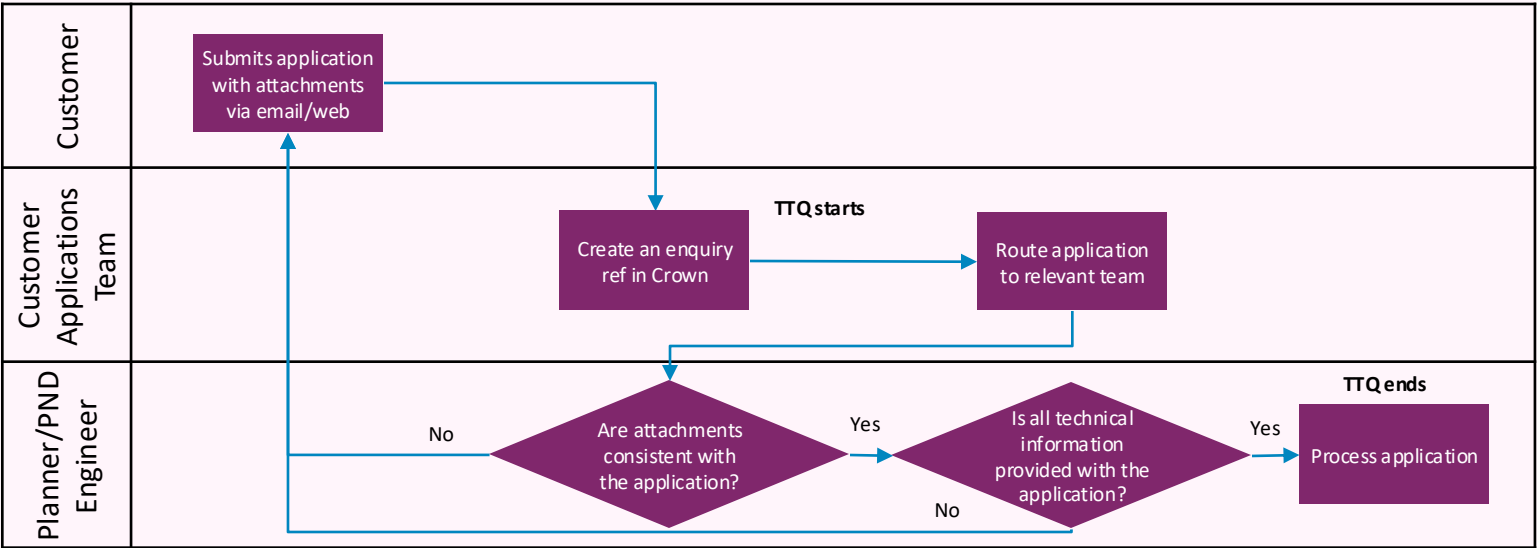 Customer
Submits application
with attachments
via email/web
Customer
Applications
Team
Create an enquiry
ref in Crown
TTQ starts
Route application
to relevant team
Planner/PND
Engineer
No
Are attachments
consistent with
the application?
Yes
Is all technical
information
provided with the
application?
No
Yes
TTQ ends
Process application